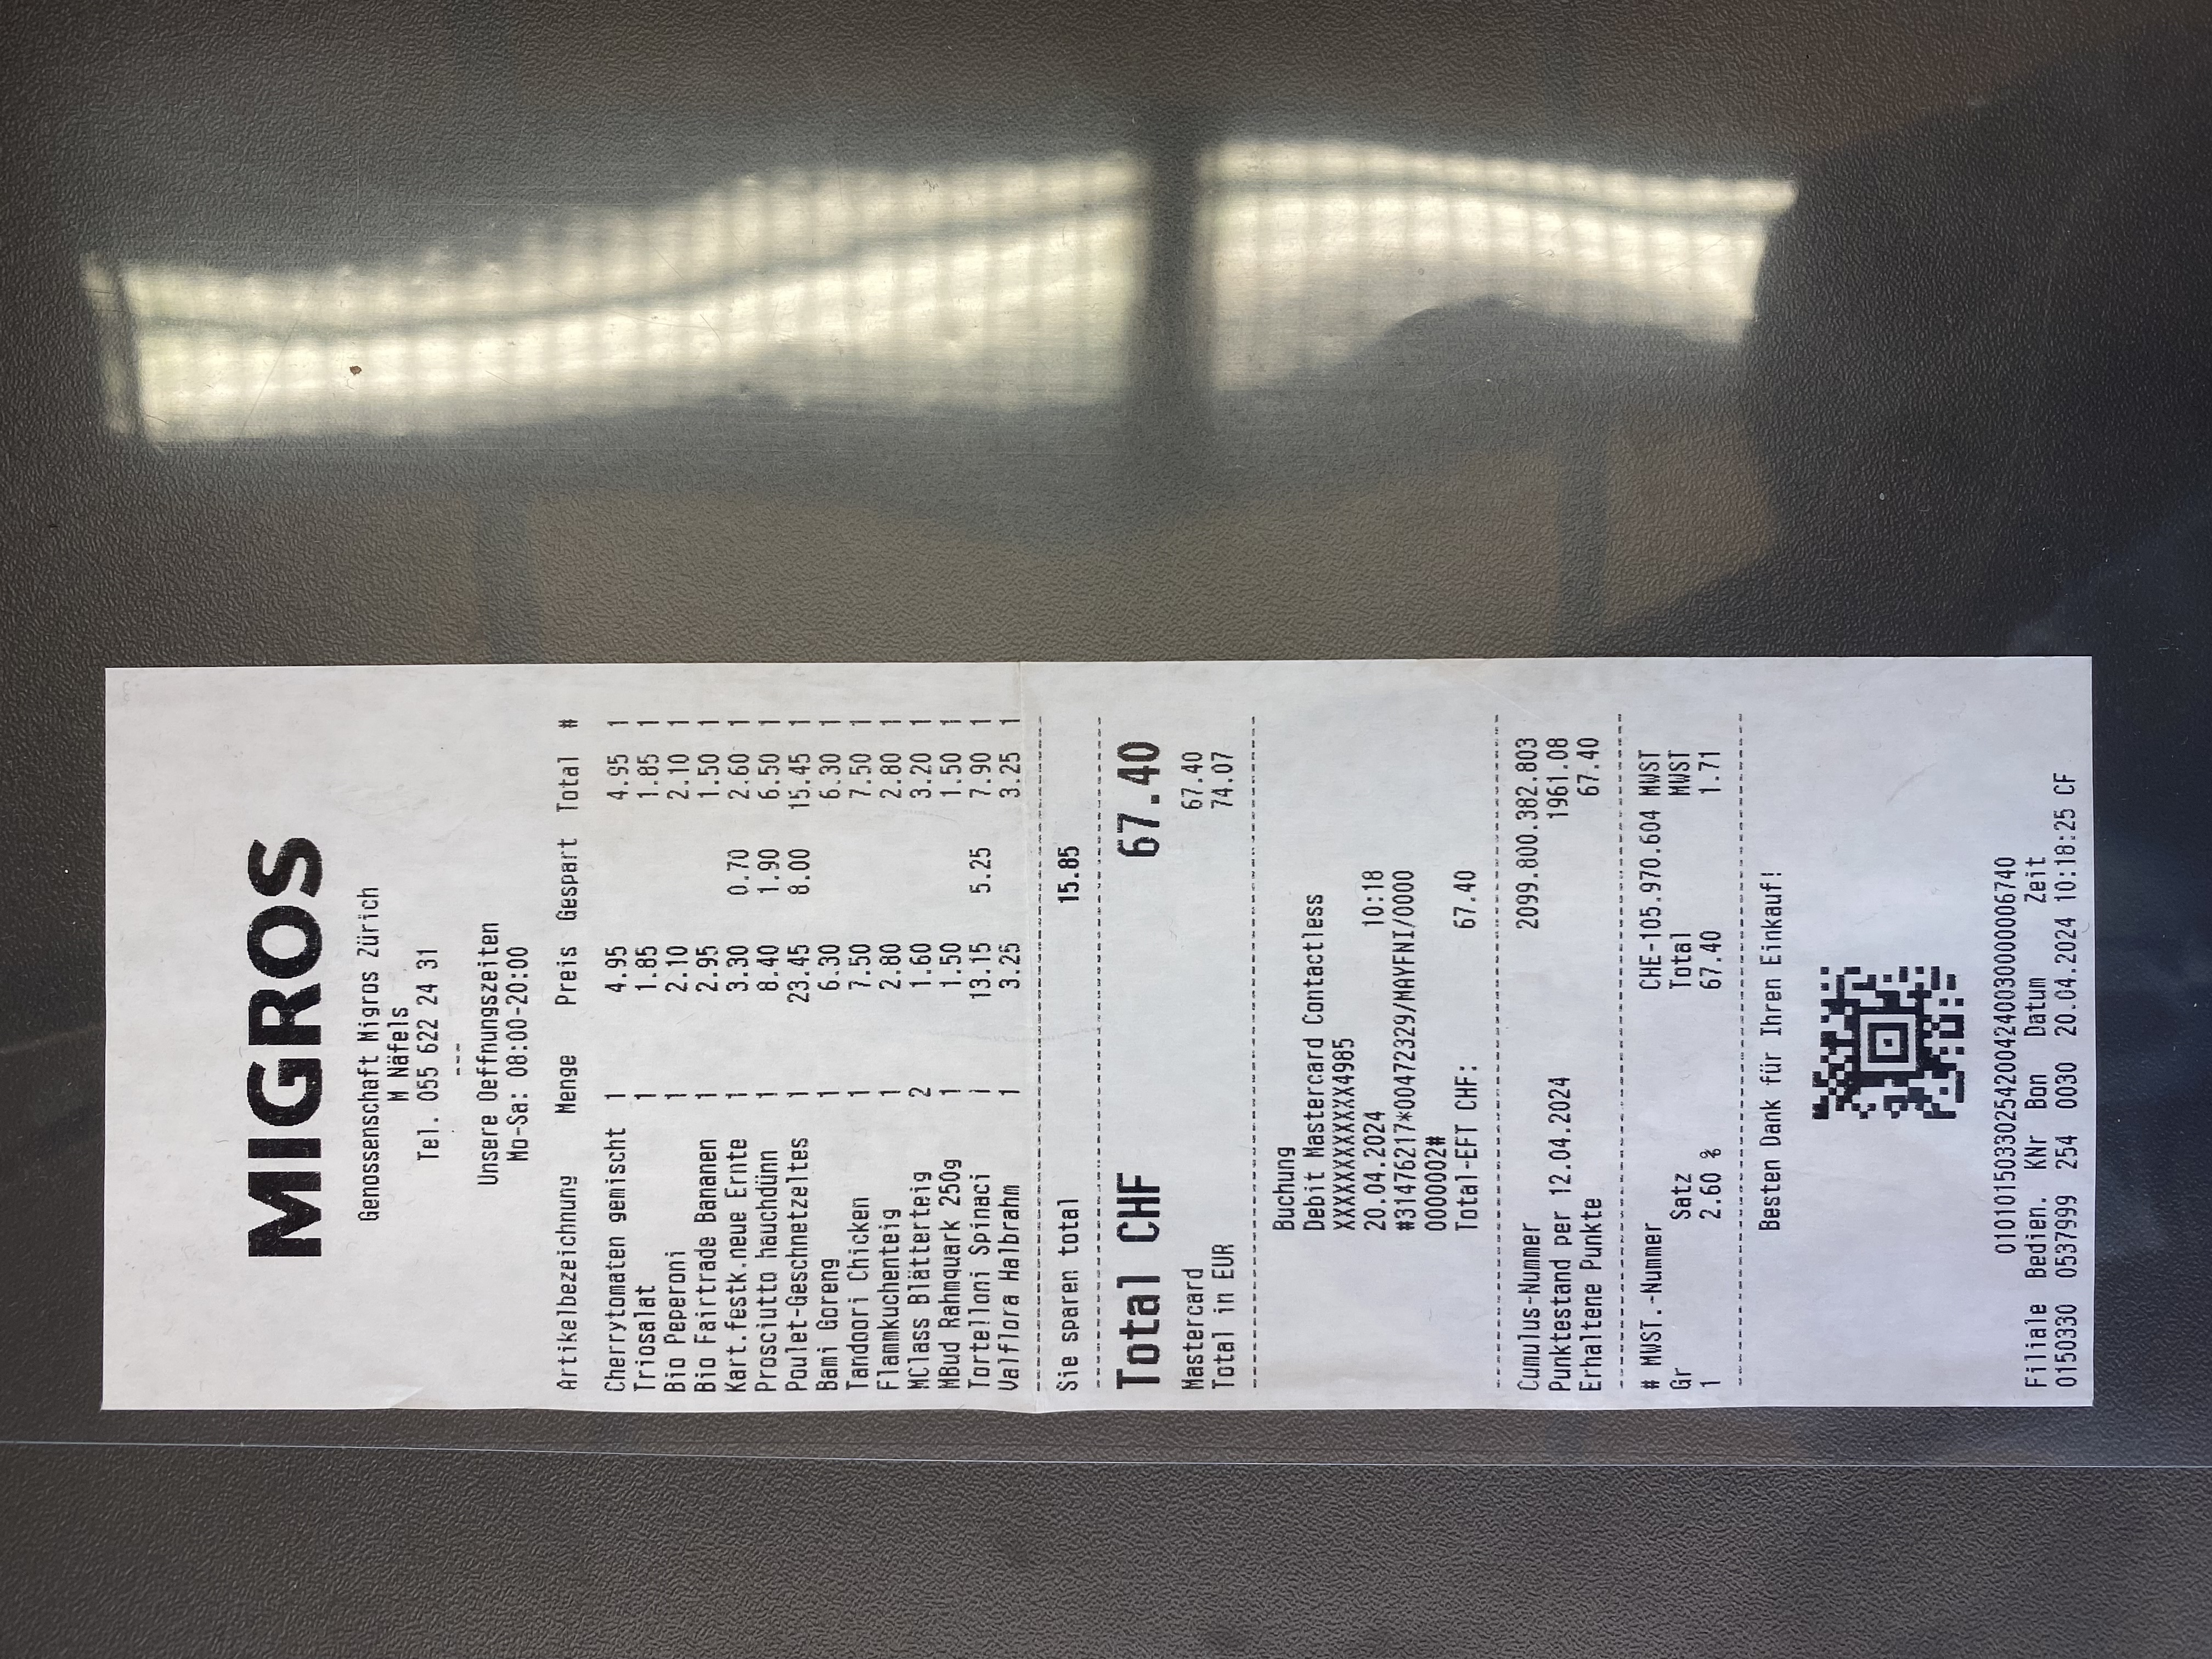 MIGROS
Genossenschaft Migros Zürich
M Näfels
Tel. 055 622 24 31
---
Unsere Oeffnungszeiten
Mo-Sa: 08:00-20:00
Artikelbezeichnung Menge Preis Gespart Total #
Cherrytomaten gemischt 1 4.95 4.95 1
Triosalat 1 1.85 1.85 1
Bio Peperoni 1 2.10 2.10 1
Bio Fairtrade Bananen 1 2.95 1.50 1
Kart.festk.neue Ernte 1 3.30 0.70 2.60 1
Prosciutto hauchdünn 1 8.40 1.90 6.50 1
Poulet-Geschnetzeltes 1 23.45 8.00 15.45 1
Bami Goreng 1 6.30 6.30 1
Tandoori Chicken 1 7.50 7.50 1
Flammkuchenteig 1 2.80 2.80 1
MClass Blätterteig 2 1.60 3.20 1
MBud Rahmquark 250g 1 1.50 1.50 1
Tortelloni Spinaci 1 13.15 5.25 7.90 1
Valflora Halbrahm 1 3.25 3.25 1
Sie sparen total 15.85
Total CHF 67.40
Mastercard 67.40
Total in EUR 74.07
Buchung
Debit Mastercard Contactless
XXXXXXXXXXXX4985
20.04.2024 10:18
#31476217*00472329/MAYFNI/0000
0000002#
Total-EFT CHF: 67.40
Cumulus-Nummer 2099.800.382.803
Punktestand per 12.04.2024 1961.08
Erhaltene Punkte 67.40
# MWST.-Nummer CHE-105.970.604 MWST
Gr Satz Total MWST
1 2.60 % 67.40 1.71
Besten Dank für Ihren Einkauf!
010101503302542004240030000006740
Filiale Bedien. KNr Bon Datum Zeit
0150330 0537999 254 0030 20.04.2024 10:18:25 CF